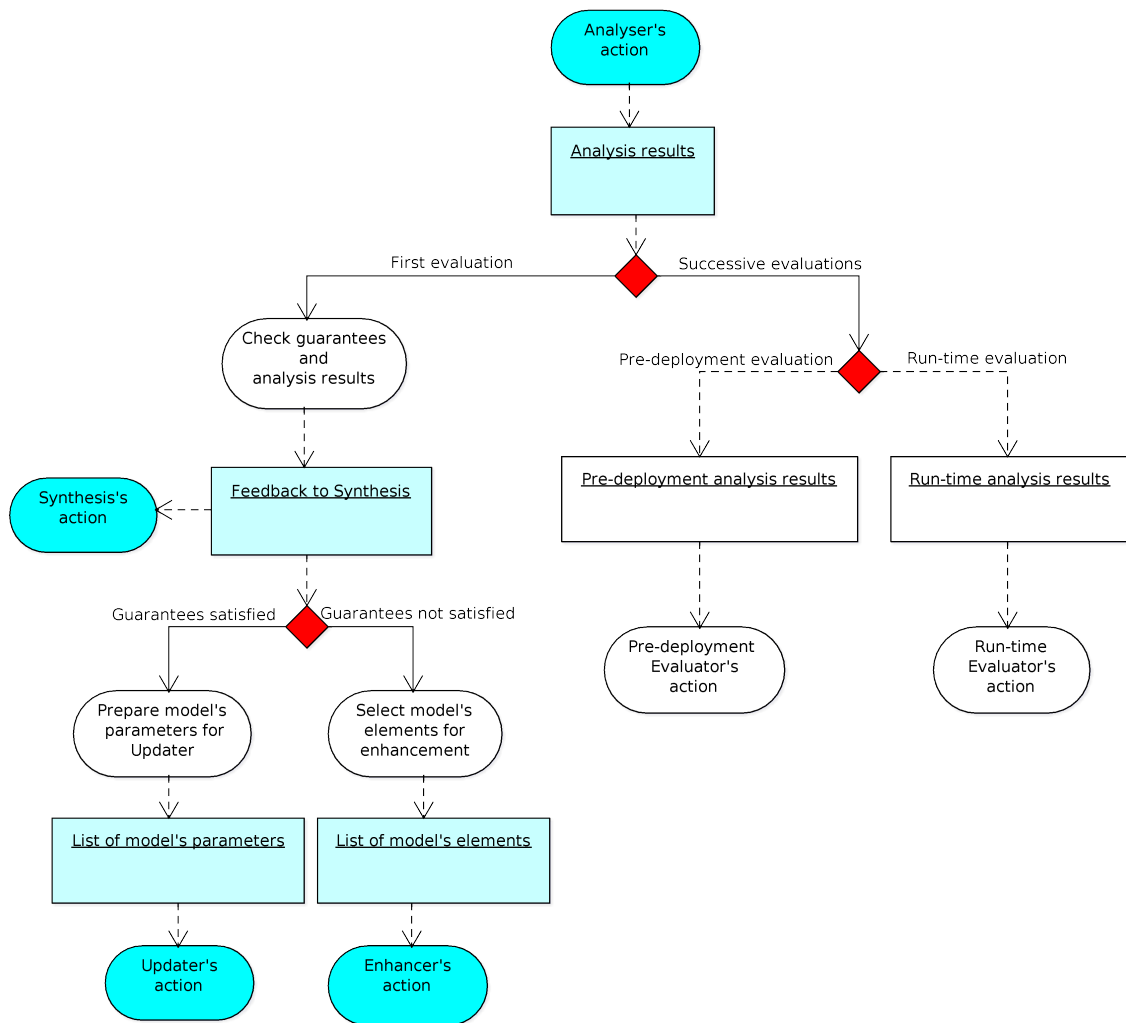 Analyser's
action
Analysis results
First evaluation
Successive evaluations
Check guarantees
and
analysis results
Pre-deployment evaluation
Run-time evaluation
Feedback to Synthesis
Synthesis's
action
Pre-deployment analysis results
Run-time analysis results
Guarantees satisfied
Guarantees not satisfied
Pre-deployment
Evaluator's
action
Run-time
Evaluator's
action
Prepare model's
parameters for
Updater
Select model's
elements for
enhancement
List of model's parameters
List of model's elements
Updater's
action
Enhancer's
action